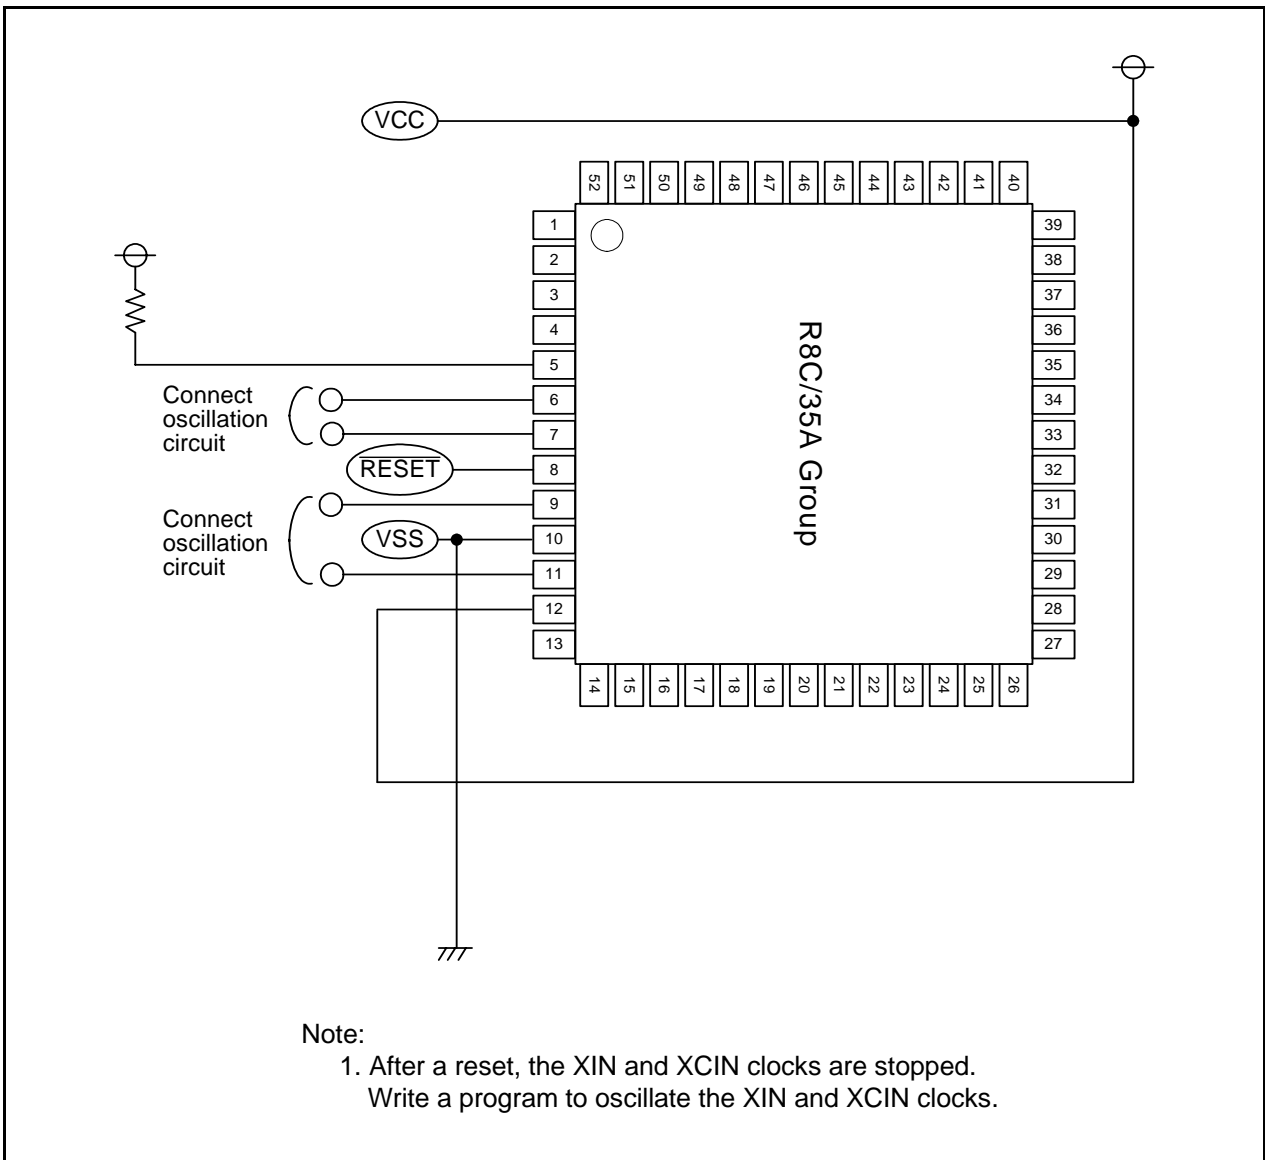 VCC
52 51 50 49 48 47 46 45 44 43 42 41 40
1
2
3
4
5
6
7
8
9
10
11
12
13
39
38
37
36
35
34
33
32
31
30
29
28
27
R8C/35A Group
Connect
oscillation
circuit
RESET
Connect
oscillation
circuit
VSS
14 15 16 17 18 19 20 21 22 23 24 25 26
Note:
1. After a reset, the XIN and XCIN clocks are stopped.
Write a program to oscillate the XIN and XCIN clocks.